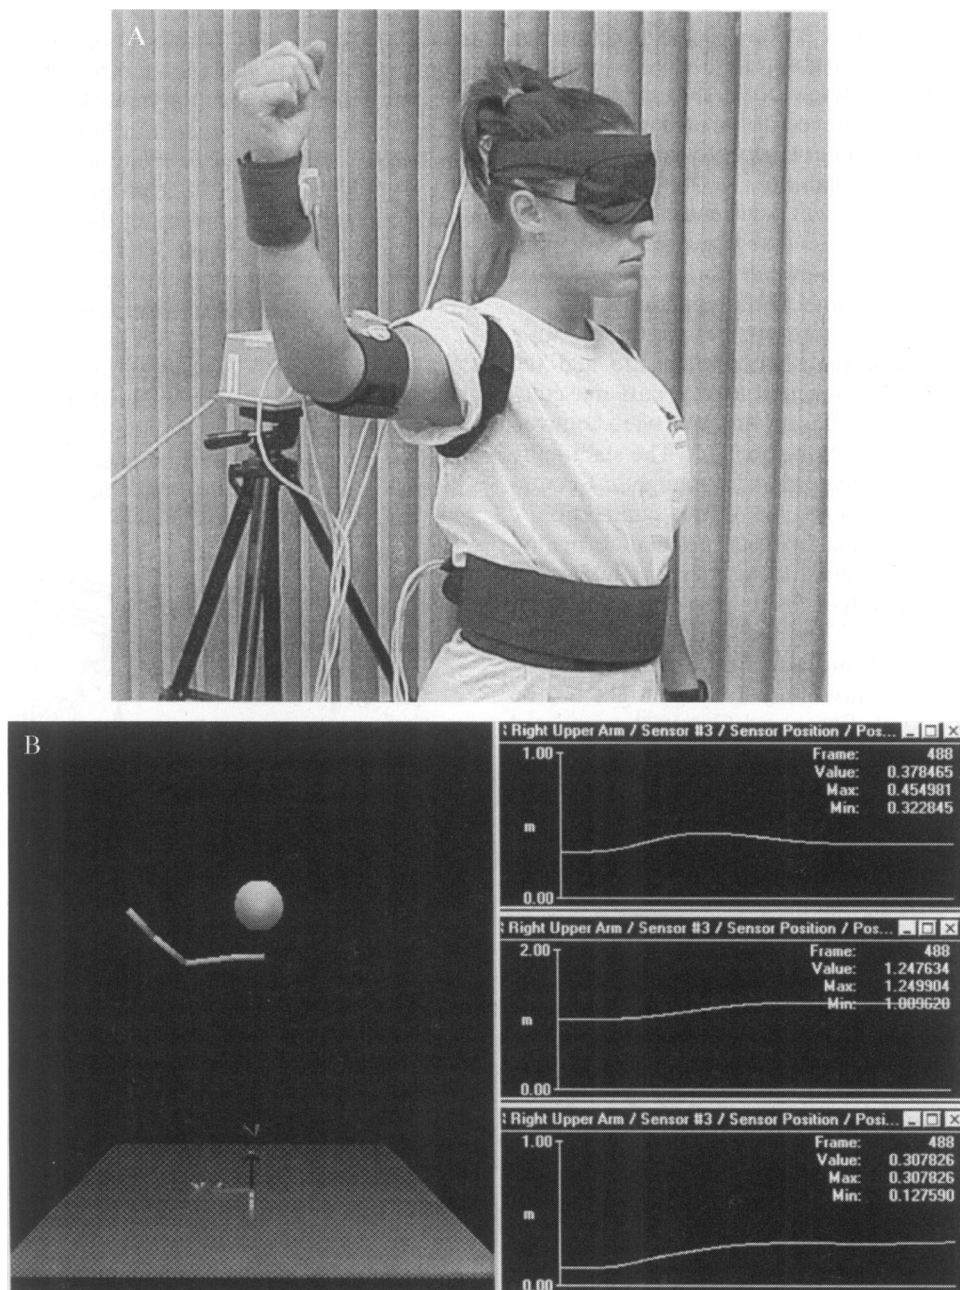 A
B
: Right Upper Arm / Sensor #3 / Sensor Position / Pos...
1.00
Frame: 488
Value: 0.378465
Max: 0.454981
Min: 0.322845
m
0.00
: Right Upper Arm / Sensor #3 / Sensor Position / Pos...
2.00
Frame: 488
Value: 1.247634
Max: 1.249904
Min: 1.009620
m
0.00
: Right Upper Arm / Sensor #3 / Sensor Position / Posi...
1.00
Frame: 488
Value: 0.307826
Max: 0.307826
Min: 0.127590
m
0.00